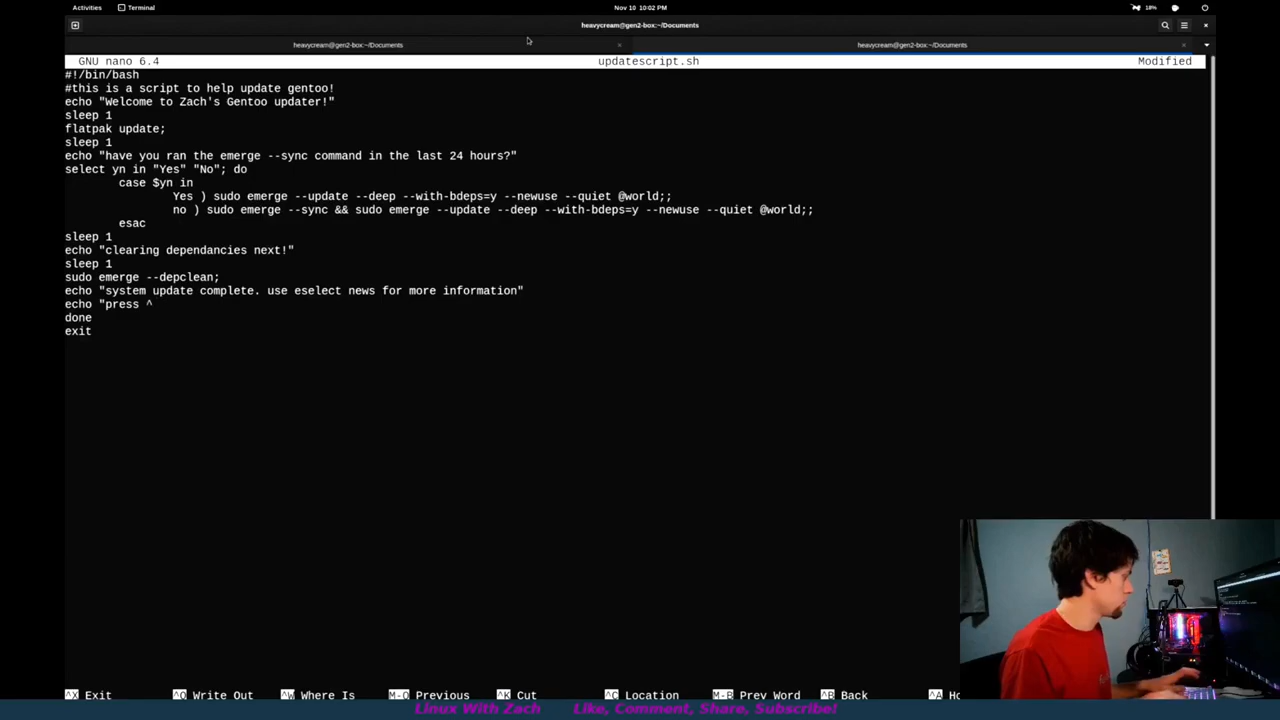 Activities Terminal Nov 10 10:02 PM 18%
heavycream@gen2-box:~/Documents
heavycream@gen2-box:~/Documents heavycream@gen2-box:~/Documents
GNU nano 6.4 updatescript.sh Modified
#!/bin/bash
#this is a script to help update gentoo!
echo "Welcome to Zach's Gentoo updater!"
sleep 1
flatpak update;
sleep 1
echo "have you ran the emerge --sync command in the last 24 hours?"
select yn in "Yes" "No"; do
case $yn in
Yes ) sudo emerge --update --deep --with-bdeps=y --newuse --quiet @world;;
no ) sudo emerge --sync && sudo emerge --update --deep --with-bdeps=y --newuse --quiet @world;;
esac
sleep 1
echo "clearing dependancies next!"
sleep 1
sudo emerge --depclean;
echo "system update complete. use eselect news for more information"
echo "press ^
done
exit
^X Exit ^O Write Out ^W Where Is M-Q Previous ^K Cut ^C Location M-B Prev Word ^B Back ^A
Linux With Zach Like, Comment, Share, Subscribe!